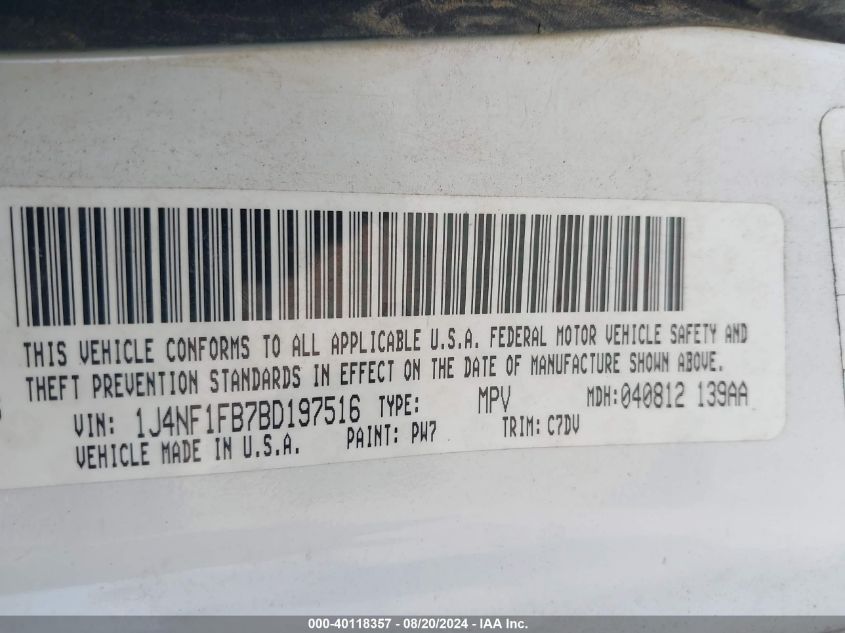 THIS VEHICLE CONFORMS TO ALL APPLICABLE U.S.A. FEDERAL MOTOR VEHICLE SAFETY AND
THEFT PREVENTION STANDARDS IN EFFECT ON THE DATE OF MANUFACTURE SHOWN ABOVE.
VIN: 1J4NF1FB7BD197516 TYPE: MPV MDH:040812 139AA
VEHICLE MADE IN U.S.A. PAINT: PW7 TRIM: C7DV
000-40118357 - 08/20/2024 - IAA Inc.